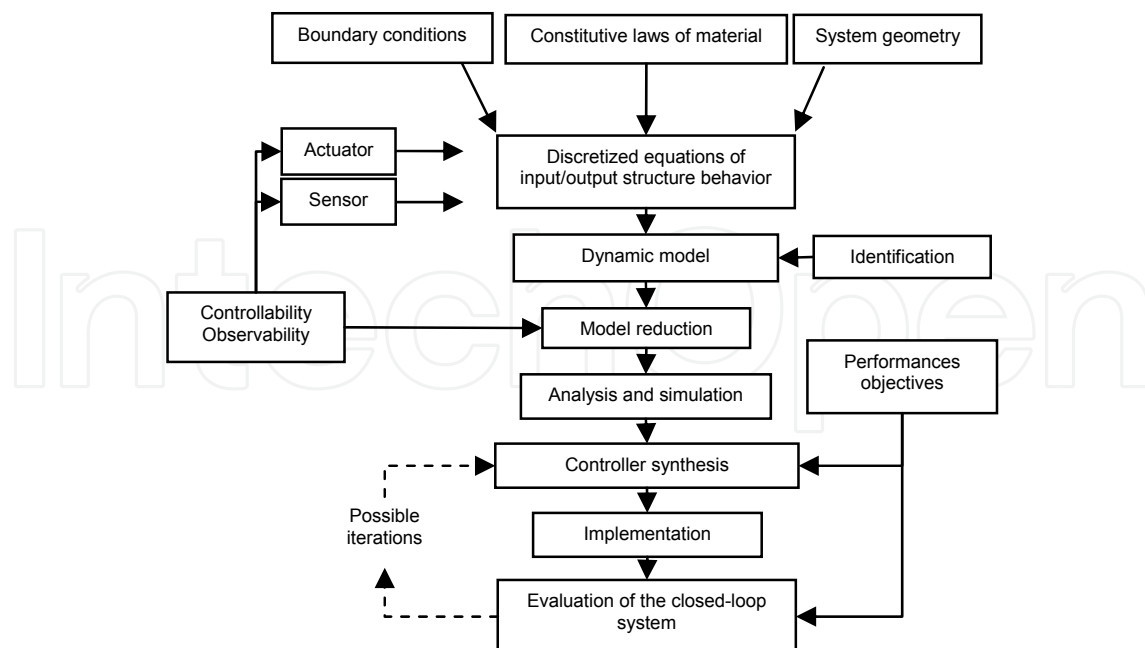 Boundary conditions
Constitutive laws of material
System geometry
Actuator
Discretized equations of
input/output structure behavior
Sensor
Dynamic model
Identification
Controllability
Observability
Model reduction
Performances
objectives
Analysis and simulation
Controller synthesis
Possible
iterations
Implementation
Evaluation of the closed-loop
system
IntechOpen